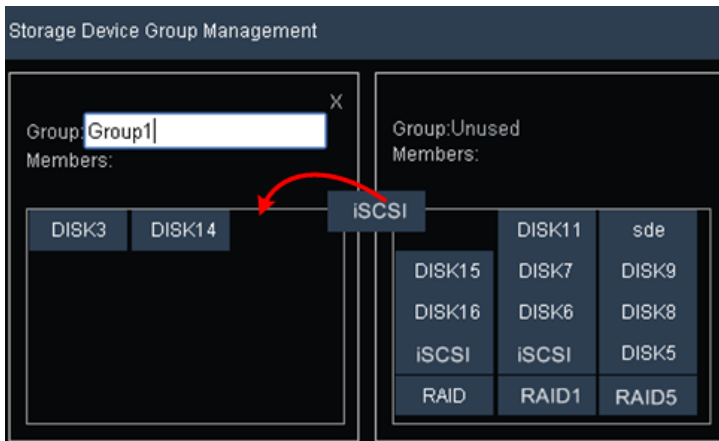 Storage Device Group Management
X
Group:Group1
Members:
DISK3 DISK14
Group:Unused
Members:
iSCSI
DISK11 sde
DISK15 DISK7 DISK9
DISK16 DISK6 DISK8
iSCSI iSCSI DISK5
RAID RAID1 RAID5